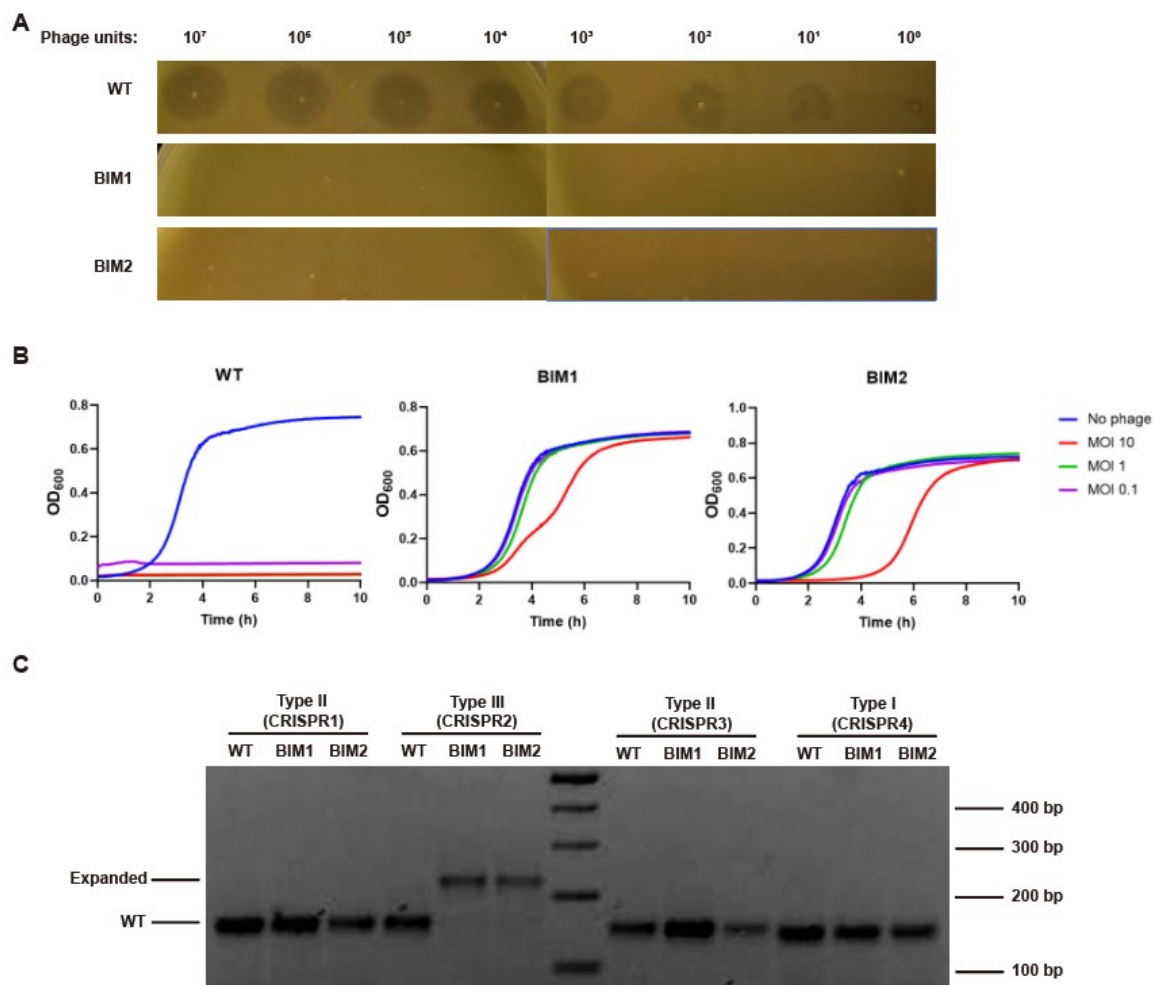 A
Phage units: 10⁷ 10⁶ 10⁵ 10⁴ 10³ 10² 10¹ 10⁰
WT
BIM1
BIM2
B
WT BIM1 BIM2
0.8 0.8 1.0
0.6 0.6 0.8
0.4 0.4 0.6
0.2 0.2 0.4
0.0 0.0 0.2
0.0
OD₆₀₀ OD₆₀₀ OD₆₀₀
0 2 4 6 8 10 0 2 4 6 8 10 0 2 4 6 8 10
Time (h) Time (h) Time (h)
No phage
MOI 10
MOI 1
MOI 0.1
C
Type II Type III Type II Type I
(CRISPR1) (CRISPR2) (CRISPR3) (CRISPR4)
WT BIM1 BIM2 WT BIM1 BIM2 WT BIM1 BIM2 WT BIM1 BIM2
400 bp
300 bp
Expanded
200 bp
WT
100 bp